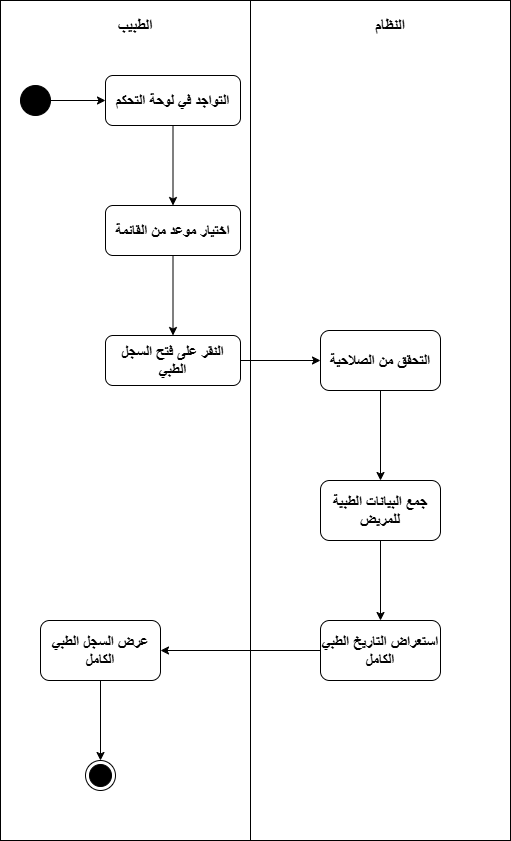 الطبيب
النظام
التواجد في لوحة التحكم
اختيار موعد من القائمة
النقر على فتح السجل
الطبي
التحقق من الصلاحية
جمع البيانات الطبية
للمريض
استعراض التاريخ الطبي
الكامل
عرض السجل الطبي
الكامل